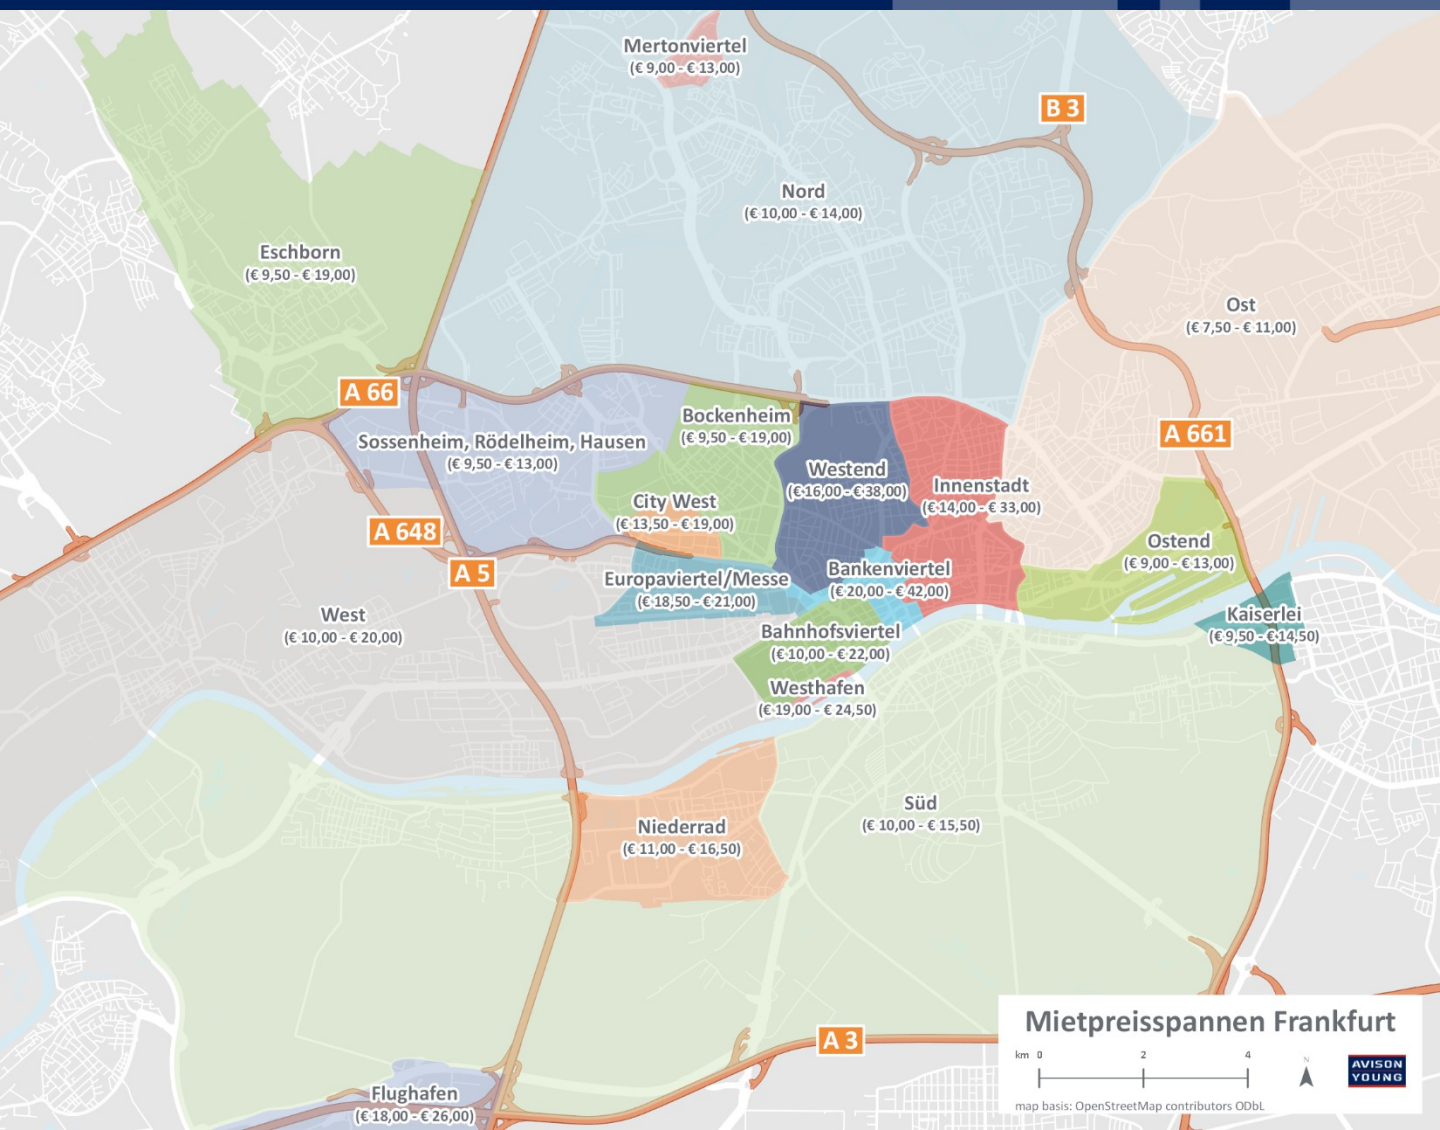 Mertonviertel
(€ 9,00 - € 13,00)
B 3
Nord
(€ 10,00 - € 14,00)
Eschborn
(€ 9,50 - € 19,00)
Ost
(€ 7,50 - € 11,00)
A 66
Bockenheim
(€ 9,50 - € 19,00)
Sossenheim, Rödelheim, Hausen
(€ 9,50 - € 13,00)
A 661
Westend
(€ 16,00 - € 38,00)
Innenstadt
(€ 14,00 - € 33,00)
City West
(€ 13,50 - € 19,00)
A 648
Ostend
(€ 9,00 - € 13,00)
A 5
Europaviertel/Messe
(€ 18,50 - € 21,00)
Bankenviertel
(€ 20,00 - € 42,00)
West
(€ 10,00 - € 20,00)
Kaiserlei
(€ 9,50 - € 14,50)
Bahnhofsviertel
(€ 10,00 - € 22,00)
Westhafen
(€ 19,00 - € 24,50)
Süd
(€ 10,00 - € 15,50)
Niederrad
(€ 11,00 - € 16,50)
A 3
Flughafen
(€ 18,00 - € 26,00)
Mietpreisspannen Frankfurt
km 0 2 4
N
AVISON
YOUNG
map basis: OpenStreetMap contributors ODbL